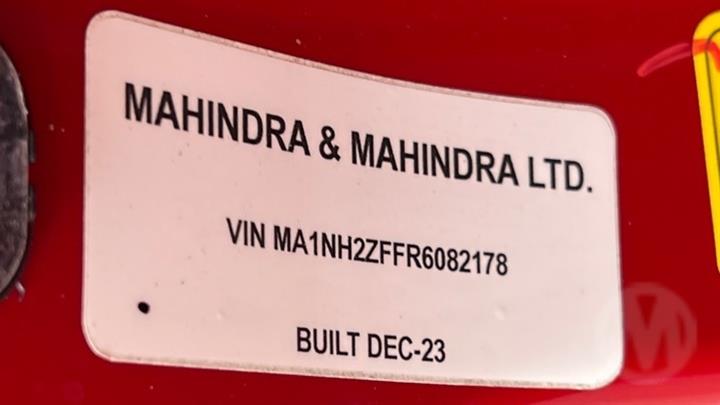 MAHINDRA & MAHINDRA LTD.
VIN MA1NH2ZFFR6082178
BUILT DEC-23